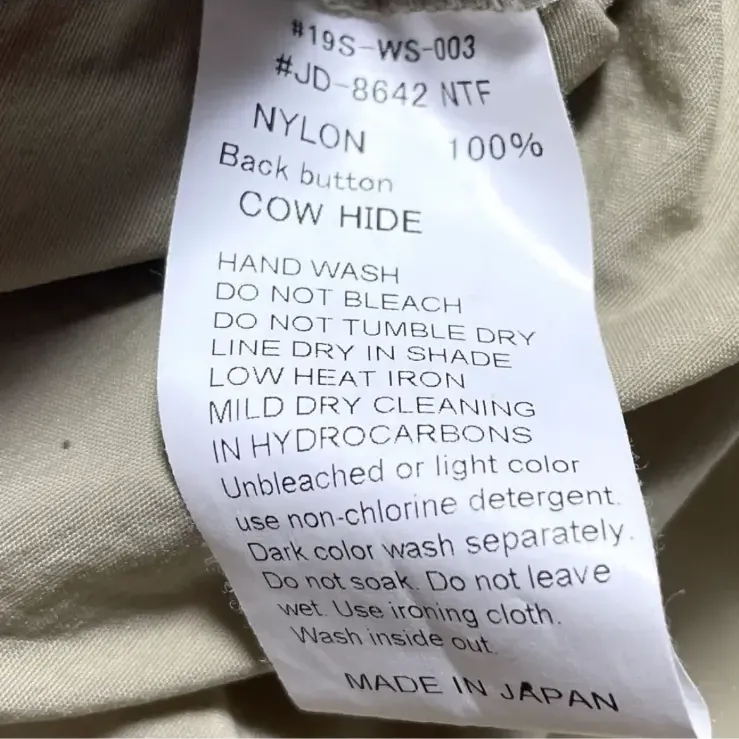 #19S-WS-003
#JD-8642 NTF
NYLON 100%
Back button
COW HIDE
HAND WASH
DO NOT BLEACH
DO NOT TUMBLE DRY
LINE DRY IN SHADE
LOW HEAT IRON
MILD DRY CLEANING
IN HYDROCARBONS
Unbleached or light color
use non-chlorine detergent.
Dark color wash separately.
Do not soak. Do not leave
wet. Use ironing cloth.
Wash inside out.
MADE IN JAPAN